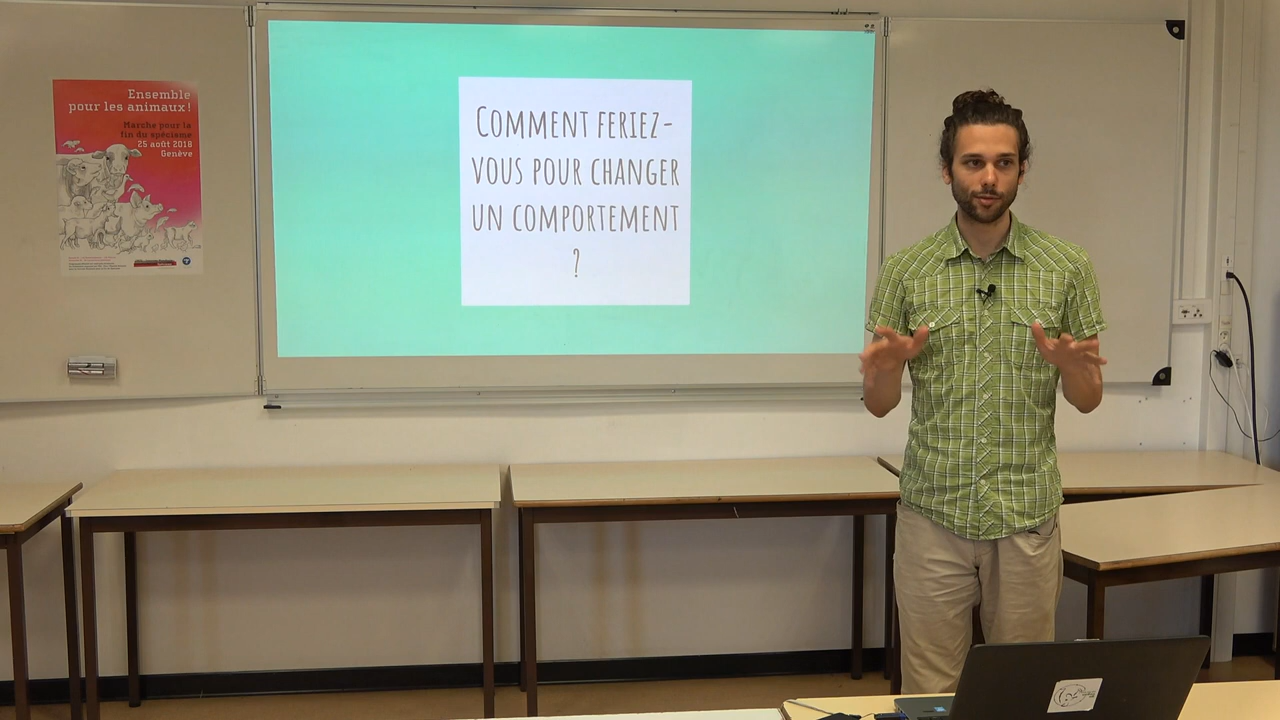 Ensemble
pour les animaux!
Marche pour la
fin du spécisme
25 août 2018
Genève
COMMENT FERIEZ-
VOUS POUR CHANGER
UN COMPORTEMENT
?